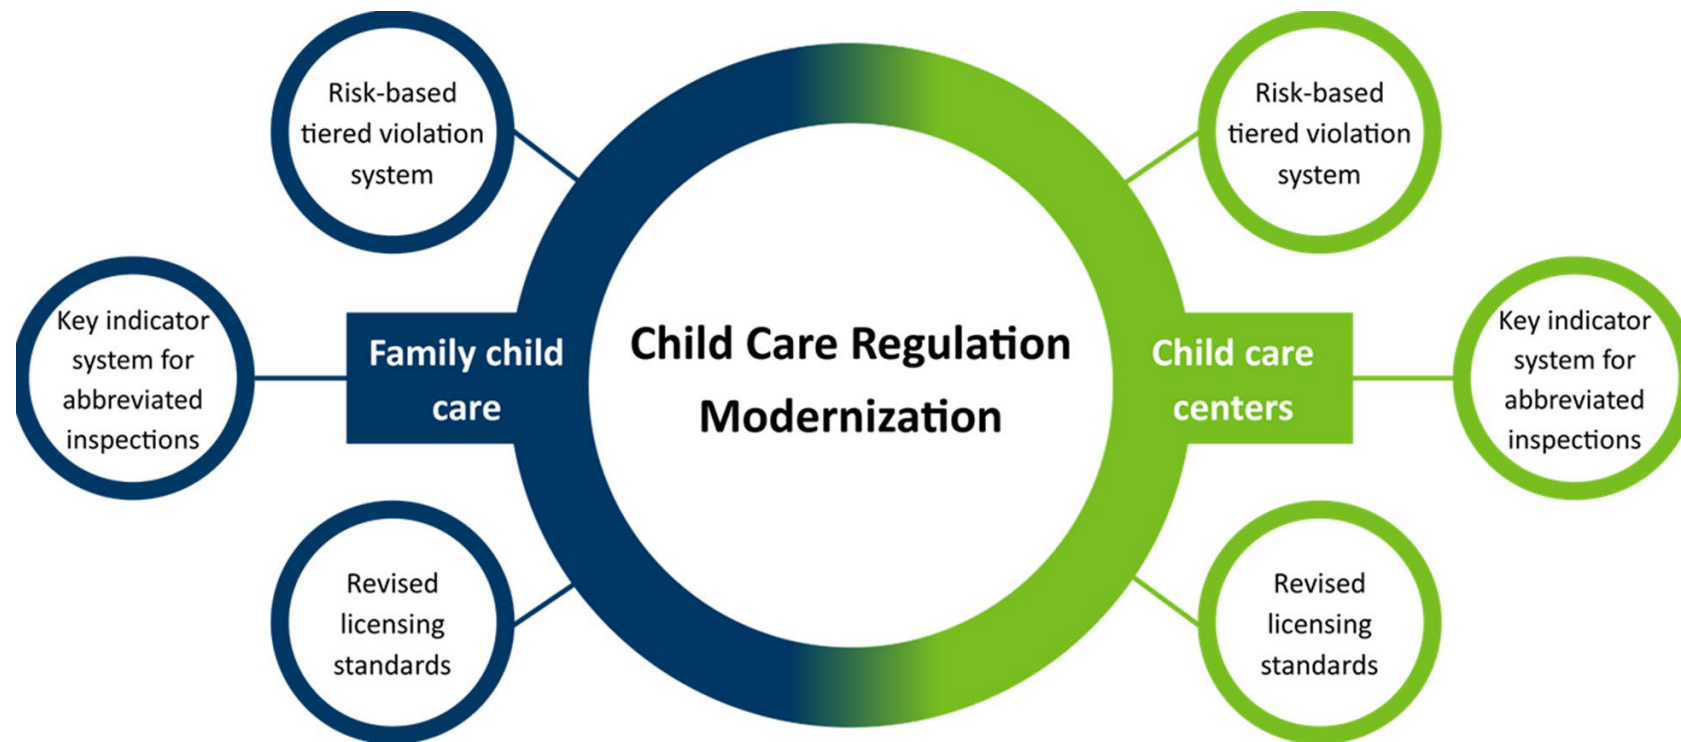 Risk-based
tiered violation
system
Key indicator
system for
abbreviated
inspections
Family child
care
Revised
licensing
standards
Child Care Regulation
Modernization
Risk-based
tiered violation
system
Child care
centers
Key indicator
system for
abbreviated
inspections
Revised
licensing
standards